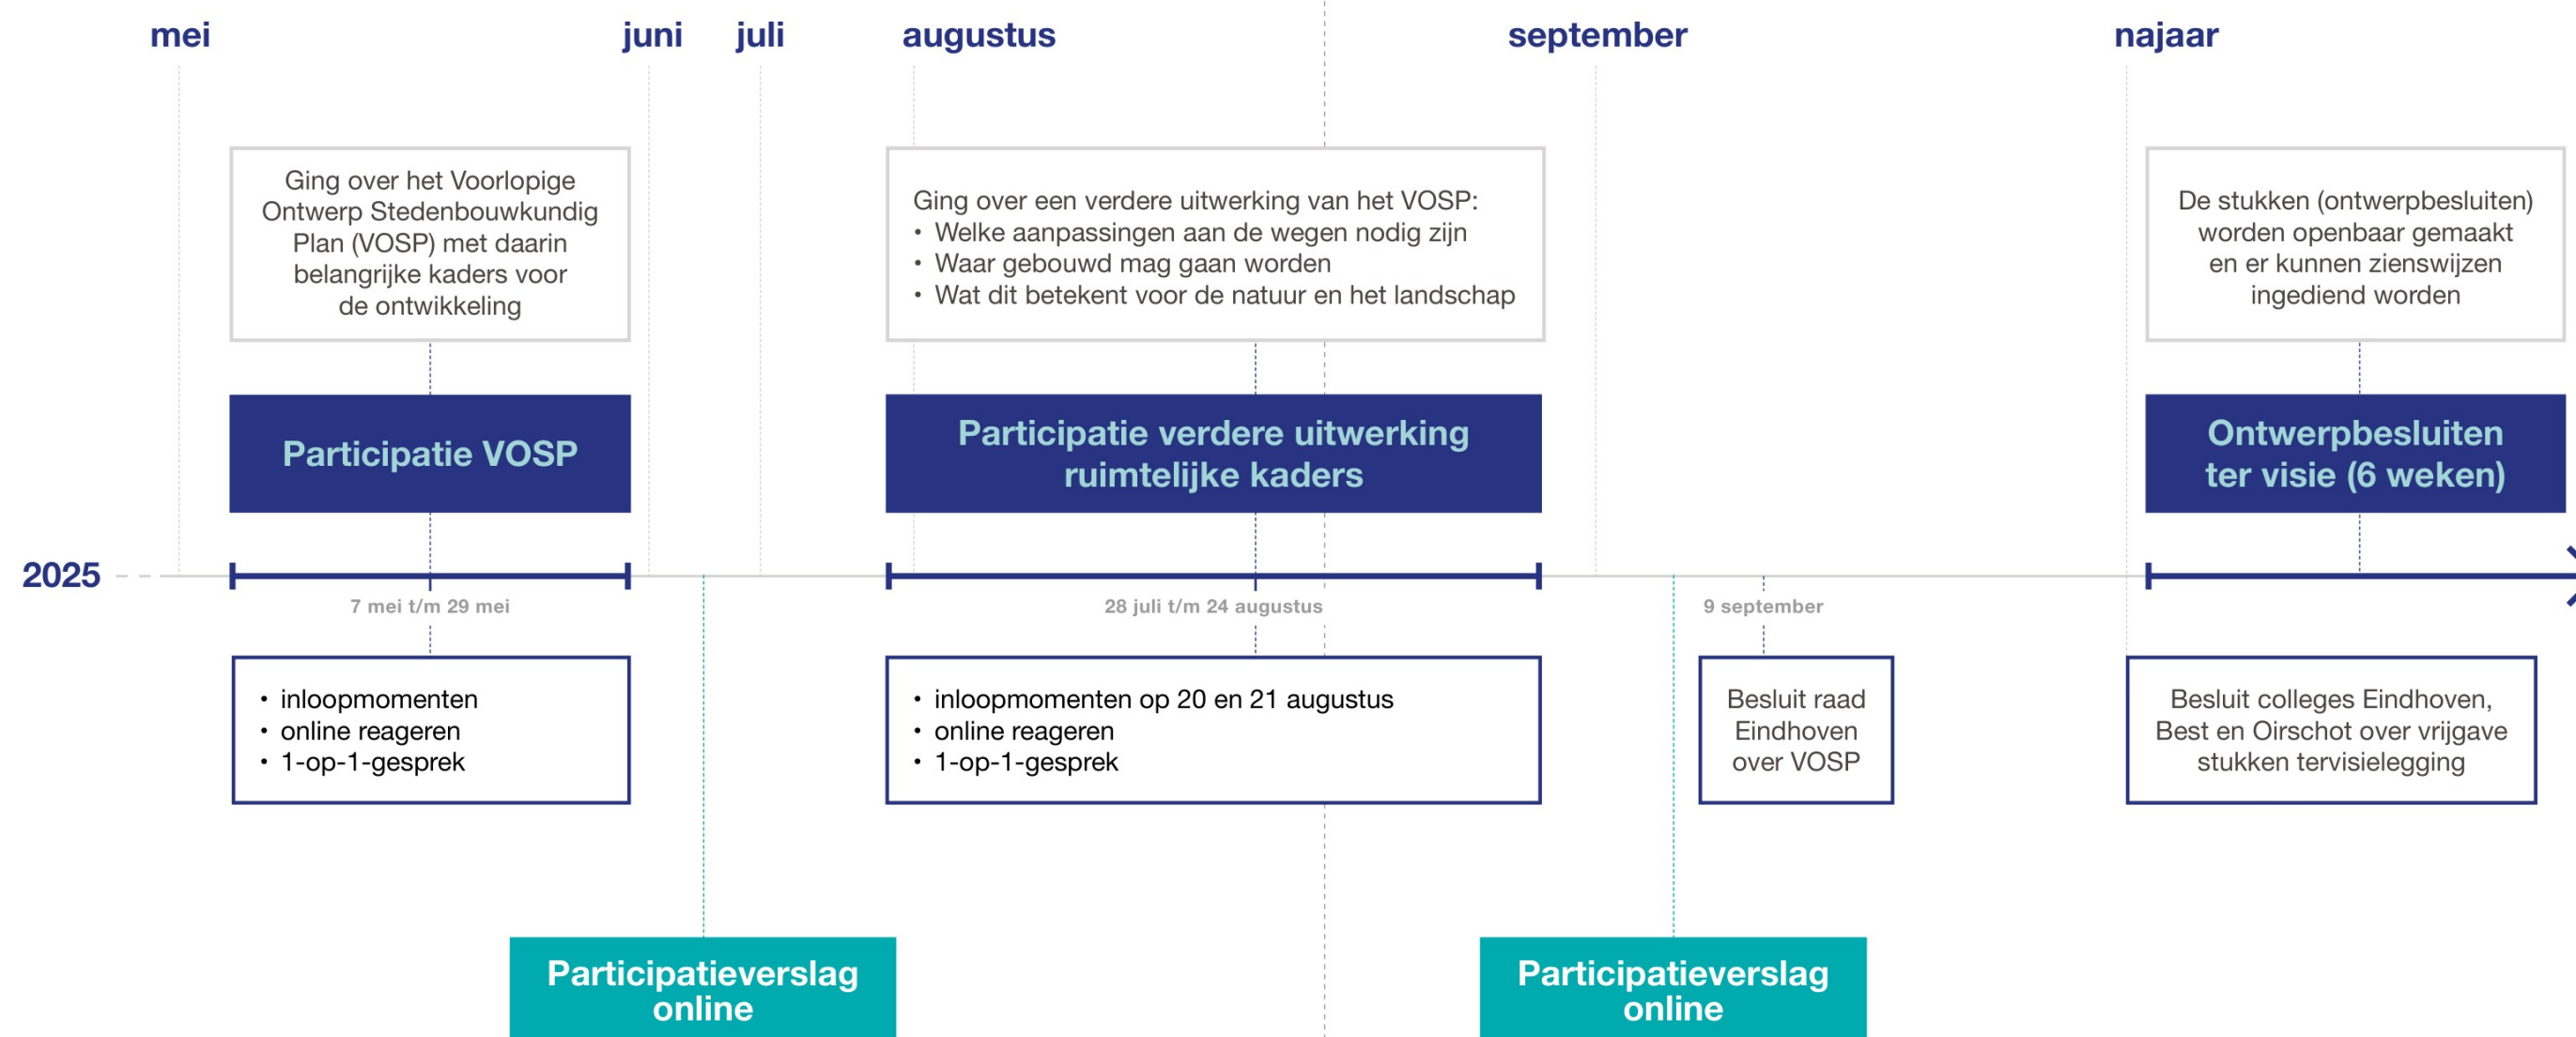 mei
juni
juli
augustus
september
najaar
Ging over het Voorlopige
Ontwerp Stedenbouwkundig
Plan (VOSP) met daarin
belangrijke kaders voor
de ontwikkeling
Ging over een verdere uitwerking van het VOSP:
• Welke aanpassingen aan de wegen nodig zijn
• Waar gebouwd mag gaan worden
• Wat dit betekent voor de natuur en het landschap
De stukken (ontwerpbesluiten)
worden openbaar gemaakt
en er kunnen zienswijzen
ingediend worden
Participatie VOSP
Participatie verdere uitwerking
ruimtelijke kaders
Ontwerpbesluiten
ter visie (6 weken)
2025
7 mei t/m 29 mei
28 juli t/m 24 augustus
9 september
• inloopmomenten
• online reageren
• 1-op-1-gesprek
• inloopmomenten op 20 en 21 augustus
• online reageren
• 1-op-1-gesprek
Besluit raad
Eindhoven
over VOSP
Besluit colleges Eindhoven,
Best en Oirschot over vrijgave
stukken tervisielegging
Participatieverslag
online
Participatieverslag
online